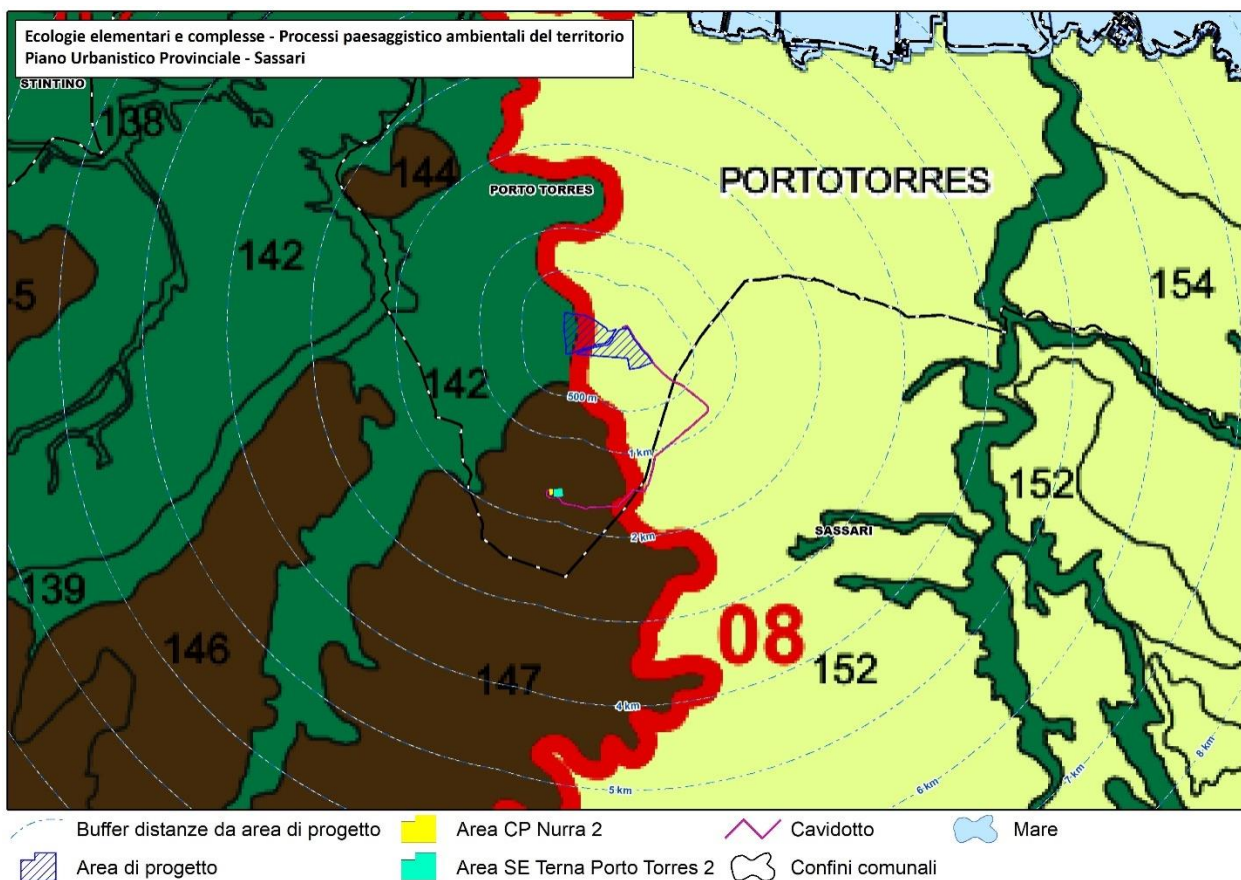 Ecologie elementari e complesse - Processi paesaggistico ambientali del territorio
Piano Urbanistico Provinciale - Sassari
STINTINO
138
144
PORTO TORRES
PORTOTORRES
142
45
154
142
500 m
1 km
152
2 km
SASSARI
139
146
08
147
152
4 km
5 km
6 km
7 km
8 km
Buffer distanze da area di progetto
Area CP Nurra 2
Cavidotto
Mare
Area di progetto
Area SE Terna Porto Torres 2
Confini comunali